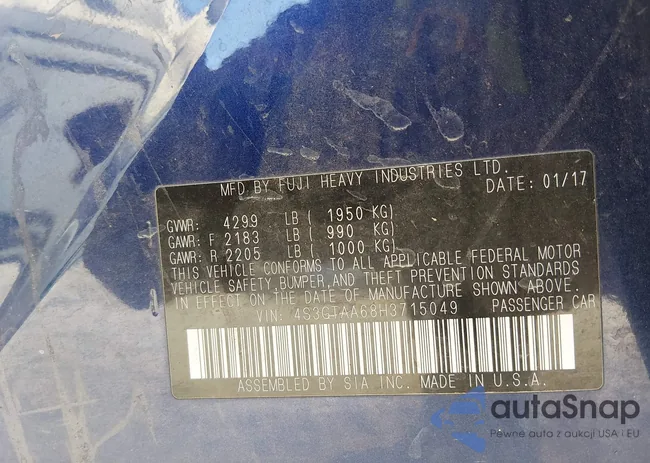 MFD. BY FUJI HEAVY INDUSTRIES LTD.
DATE: 01/17
GVWR: 4299 LB ( 1950 KG)
GAWR: F 2183 LB ( 990 KG)
GAWR: R 2205 LB ( 1000 KG)
THIS VEHICLE CONFORMS TO ALL APPLICABLE FEDERAL MOTOR
VEHICLE SAFETY, BUMPER, AND THEFT PREVENTION STANDARDS
IN EFFECT ON THE DATE OF MANUFACTURE SHOWN ABOVE.
VIN: 4S3GTAA68H3715049 PASSENGER CAR
ASSEMBLED BY SIA INC. MADE IN U.S.A.
autaSnap
Pewne auta z aukcji USA i EU